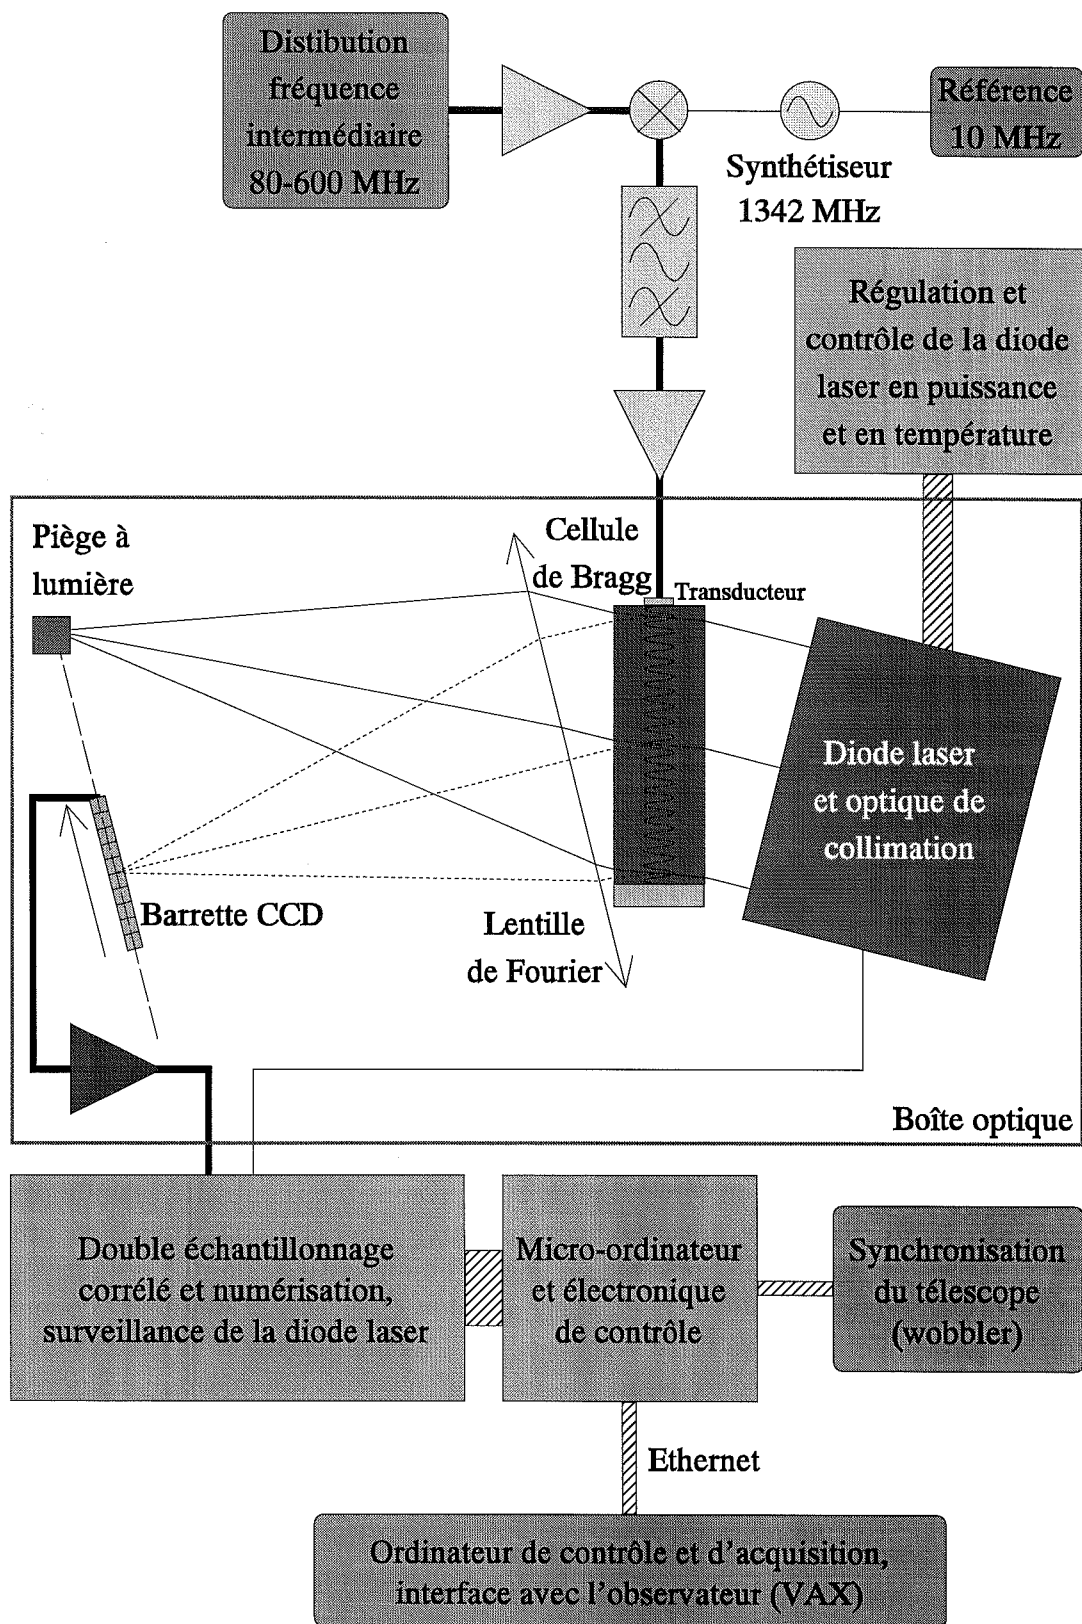 Distibution
fréquence
intermédiaire
80-600 MHz
Référence
10 MHz
Synthétiseur
1342 MHz
Régulation et
contrôle de la diode
laser en puissance
et en température
Piège à
lumière
Cellule
de Bragg
Transducteur
Diode laser
et optique de
collimation
Barrette CCD
Lentille
de Fourier
Boîte optique
Double échantillonnage
corrélé et numérisation,
surveillance de la diode laser
Micro-ordinateur
et électronique
de contrôle
Synchronisation
du télescope
(wobbler)
Ethernet
Ordinateur de contrôle et d'acquisition,
interface avec l'observateur (VAX)